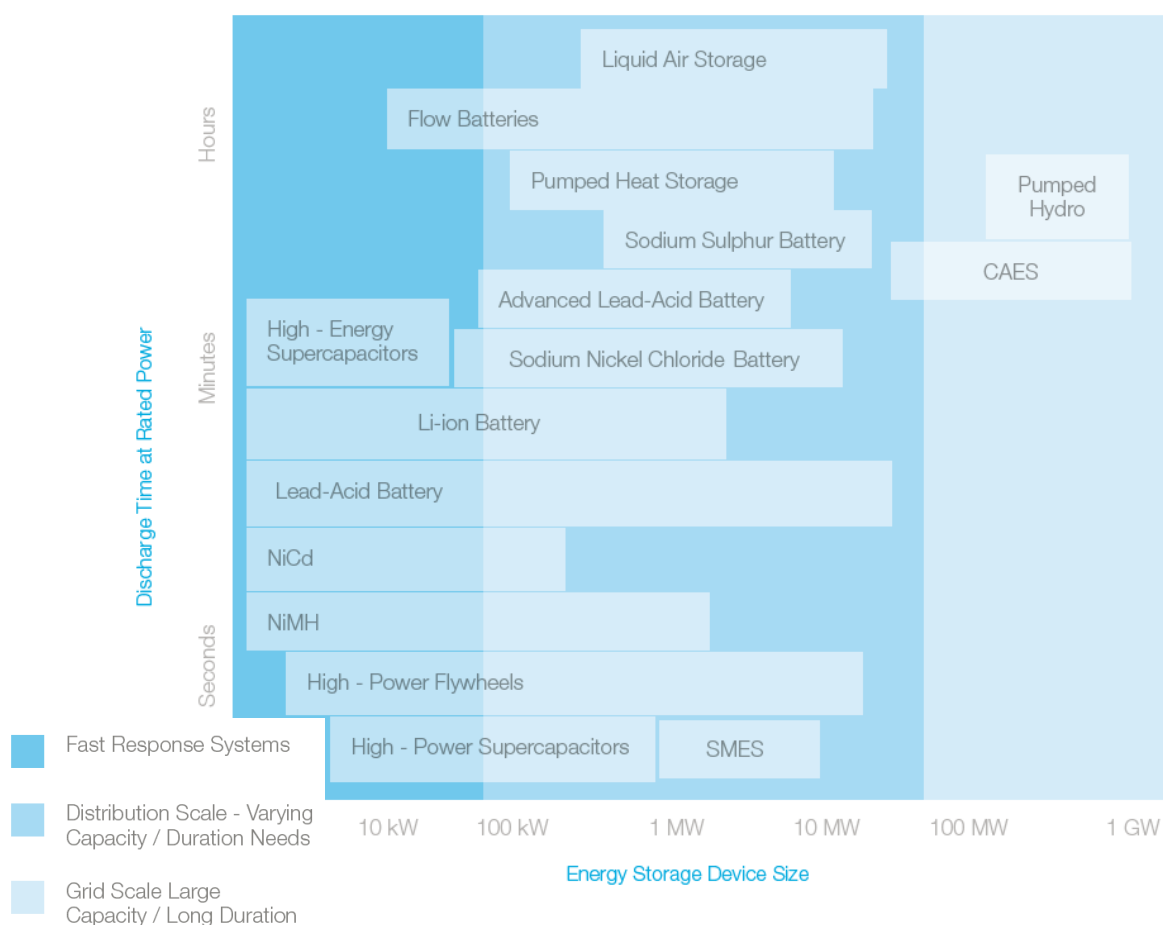 Liquid Air Storage
Hours
Flow Batteries
Pumped Heat Storage
Pumped
Hydro
Sodium Sulphur Battery
CAES
Advanced Lead-Acid Battery
High - Energy
Supercapacitors
Minutes
Sodium Nickel Chloride Battery
Discharge Time at Rated Power
Li-ion Battery
Lead-Acid Battery
NiCd
NiMH
Seconds
High - Power Flywheels
High - Power Supercapacitors
SMES
Fast Response Systems
Distribution Scale - Varying
Capacity / Duration Needs
Grid Scale Large
Capacity / Long Duration
10 kW
100 kW
1 MW
10 MW
100 MW
1 GW
Energy Storage Device Size